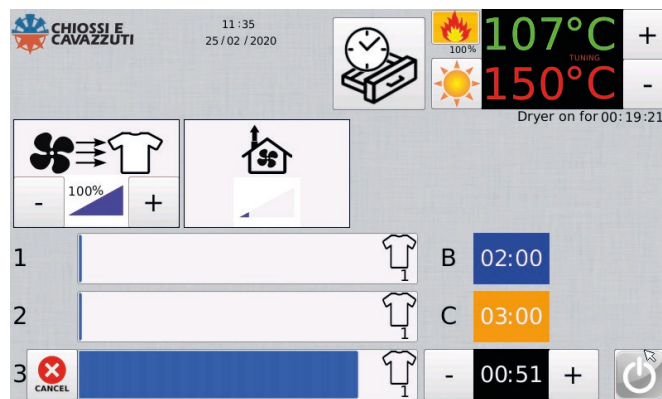 CHIOSSI E
CAVAZZUTI
11:35
25/02/2020
100%
107°C
+
TUNING
150°C
-
Dryer on for 00:19:21
- 100% +
1
1
B 02:00
2
1
C 03:00
3
CANCEL
1
- 00:51 +